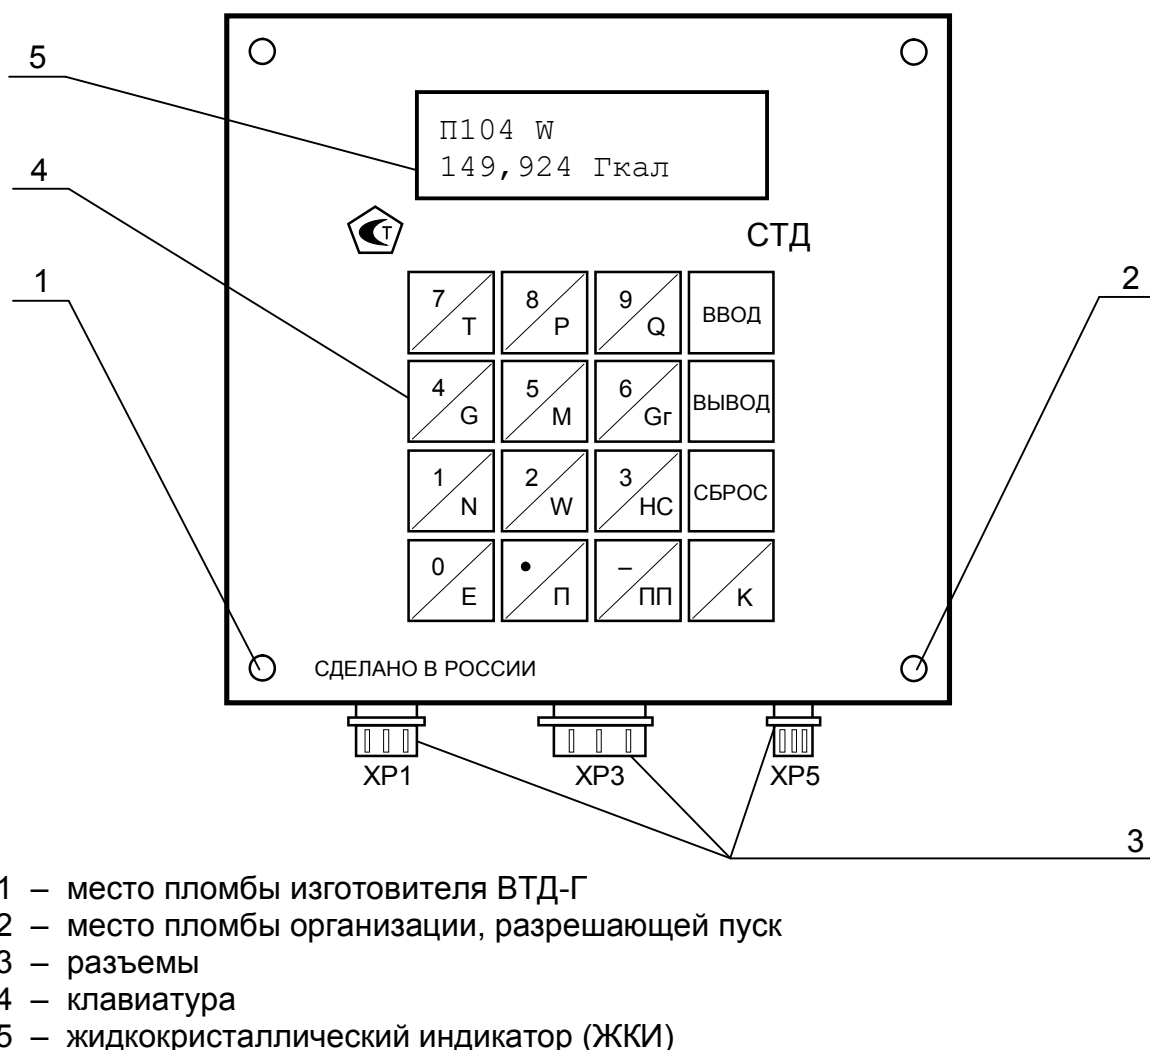 5
П104 W
149,924 Гкал
4
Т
СТД
1
2
7 T 8 P 9 Q ВВОД
4 G 5 M 6 Gг ВЫВОД
1 N 2 W 3 НС СБРОС
0 E • П – ПП К
СДЕЛАНО В РОССИИ
XP1 XP3 XP5
3
1 – место пломбы изготовителя ВТД-Г
2 – место пломбы организации, разрешающей пуск
3 – разъемы
4 – клавиатура
5 – жидкокристаллический индикатор (ЖКИ)